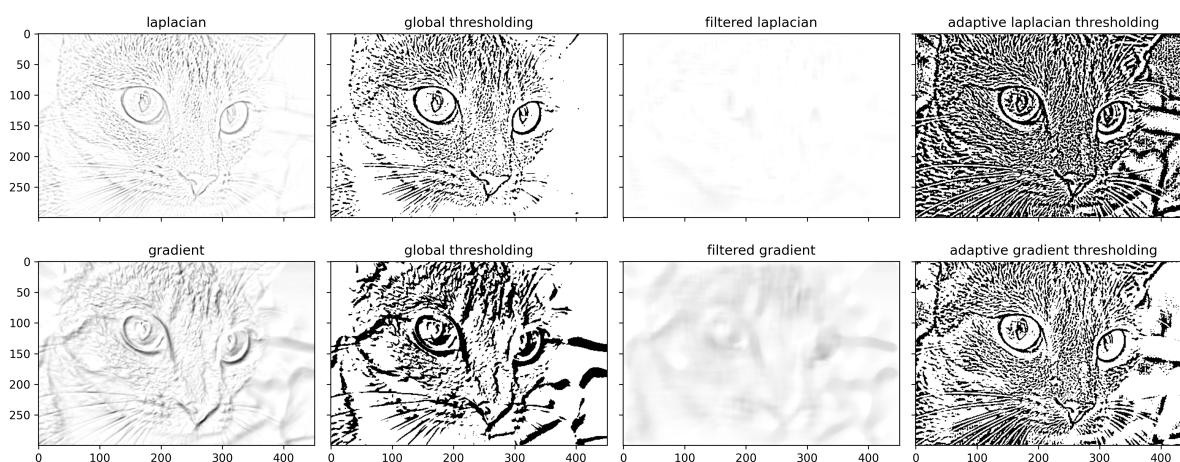 laplacian
global thresholding
filtered laplacian
adaptive laplacian thresholding
0
50
100
150
200
250
gradient
global thresholding
filtered gradient
adaptive gradient thresholding
0
50
100
150
200
250
0 100 200 300 400
0 100 200 300 400
0 100 200 300 400
0 100 200 300 400